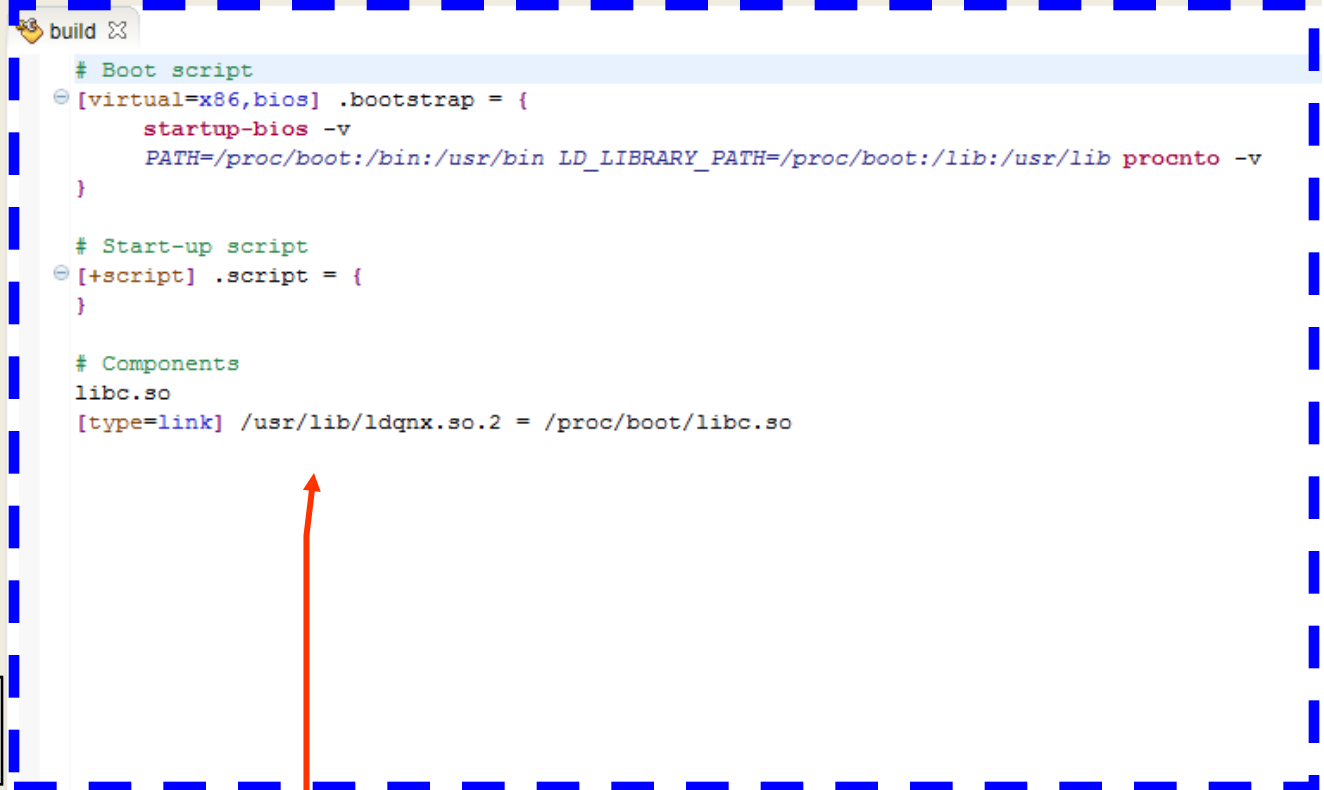 build
# Boot script
[virtual=x86,bios] .bootstrap = {
startup-bios -v
PATH=/proc/boot:/bin:/usr/bin LD_LIBRARY_PATH=/proc/boot:/lib:/usr/lib procnto -v
}
# Start-up script
[+script] .script = {
}
# Components
libc.so
[type=link] /usr/lib/ldqnx.so.2 = /proc/boot/libc.so